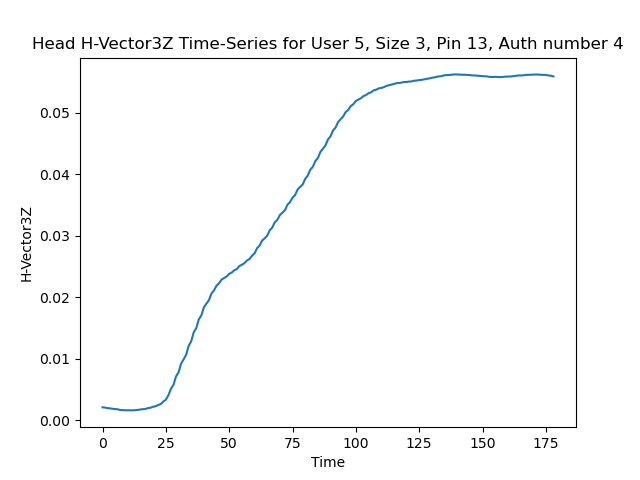 Head H-Vector3Z Time-Series for User 5, Size 3, Pin 13, Auth number 4
H-Vector3Z
0.05
0.04
0.03
0.02
0.01
0.00
0 25 50 75 100 125 150 175
Time